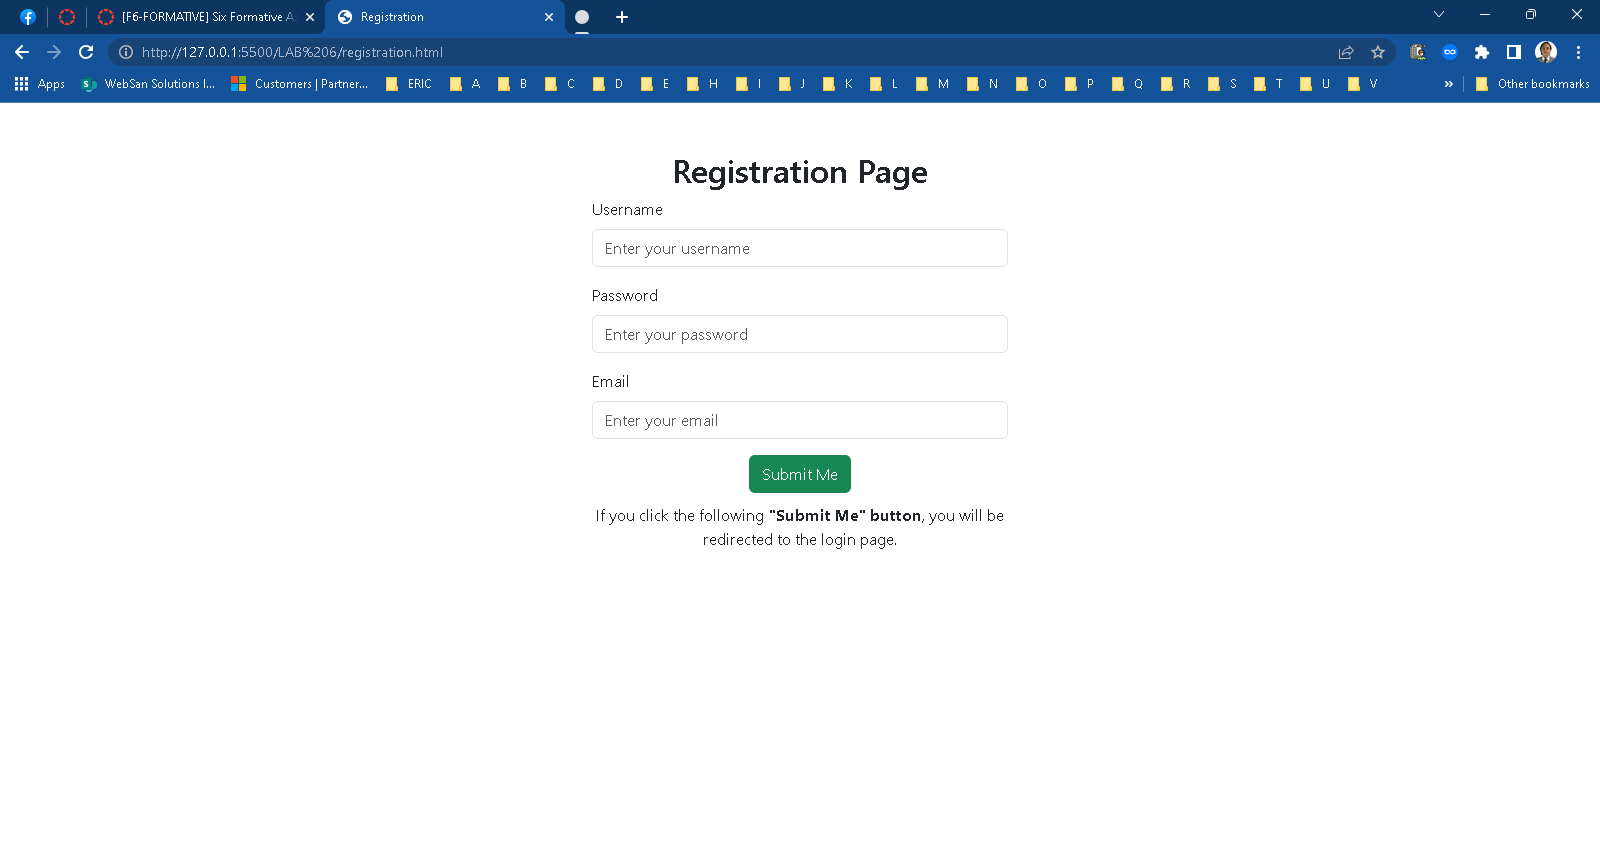 [F6-FORMATIVE] Six Formative A
Registration
http://127.0.0.1:5500/LAB%206/registration.html
Apps WebSan Solutions I... Customers | Partner... ERIC A B C D E H I J K L M N O P Q R S T U V » Other bookmarks
Registration Page
Username
Enter your username
Password
Enter your password
Email
Enter your email
Submit Me
If you click the following "Submit Me" button, you will be
redirected to the login page.